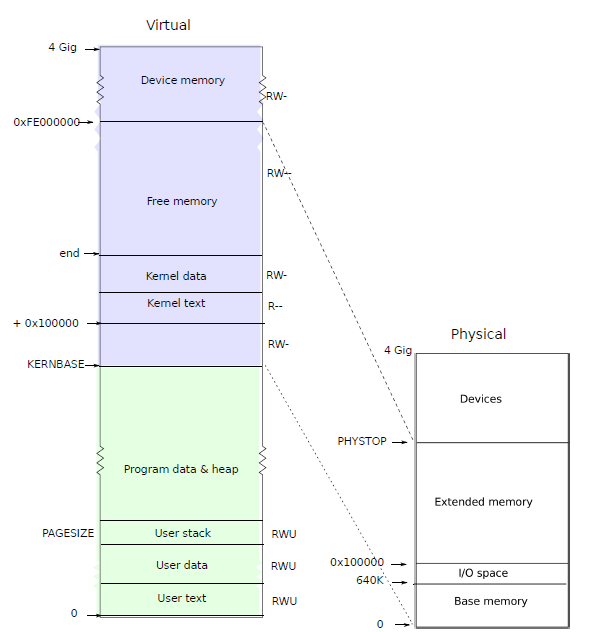 Virtual
4 Gig
Device memory
RW-
0xFE000000
RW--
Free memory
end
Kernel data
RW-
Kernel text
R--
+ 0x100000
RW-
KERNBASE
Program data & heap
PAGESIZE
User stack
RWU
User data
RWU
User text
RWU
0
Physical
4 Gig
Devices
PHYSTOP
Extended memory
0x100000
I/O space
640K
Base memory
0